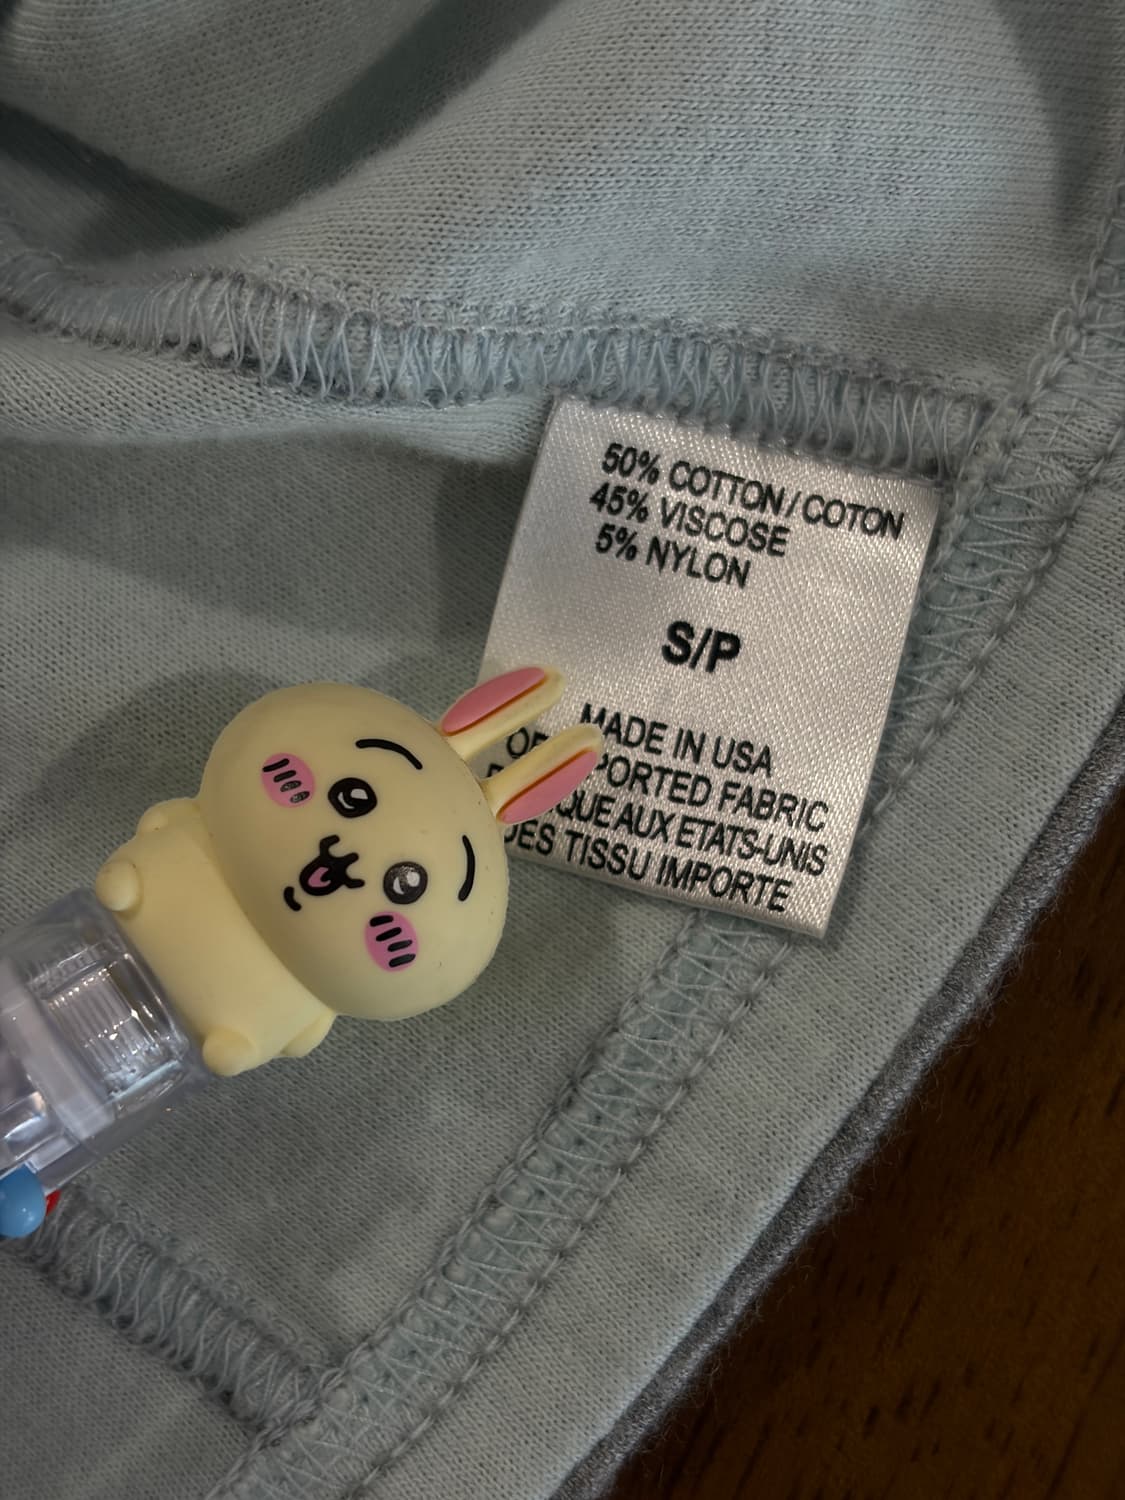 50% COTTON/COTON
45% VISCOSE
5% NYLON
S/P
MADE IN USA
FABRIC
AUX ETATS-UNIS
DES TISSU IMPORTE